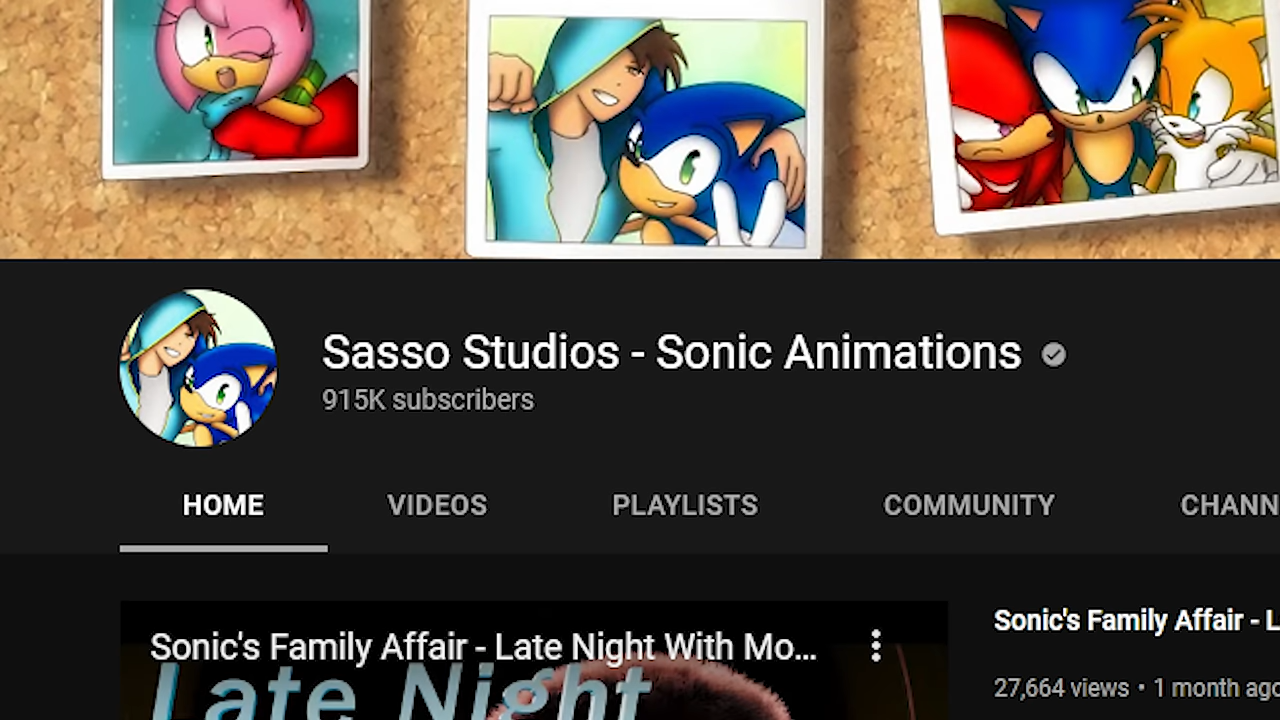 Sasso Studios - Sonic Animations
915K subscribers
HOME VIDEOS PLAYLISTS COMMUNITY CHANN
Sonic's Family Affair - Late Night With Mo...
Late Night
Sonic's Family Affair - L
27,664 views • 1 month ago